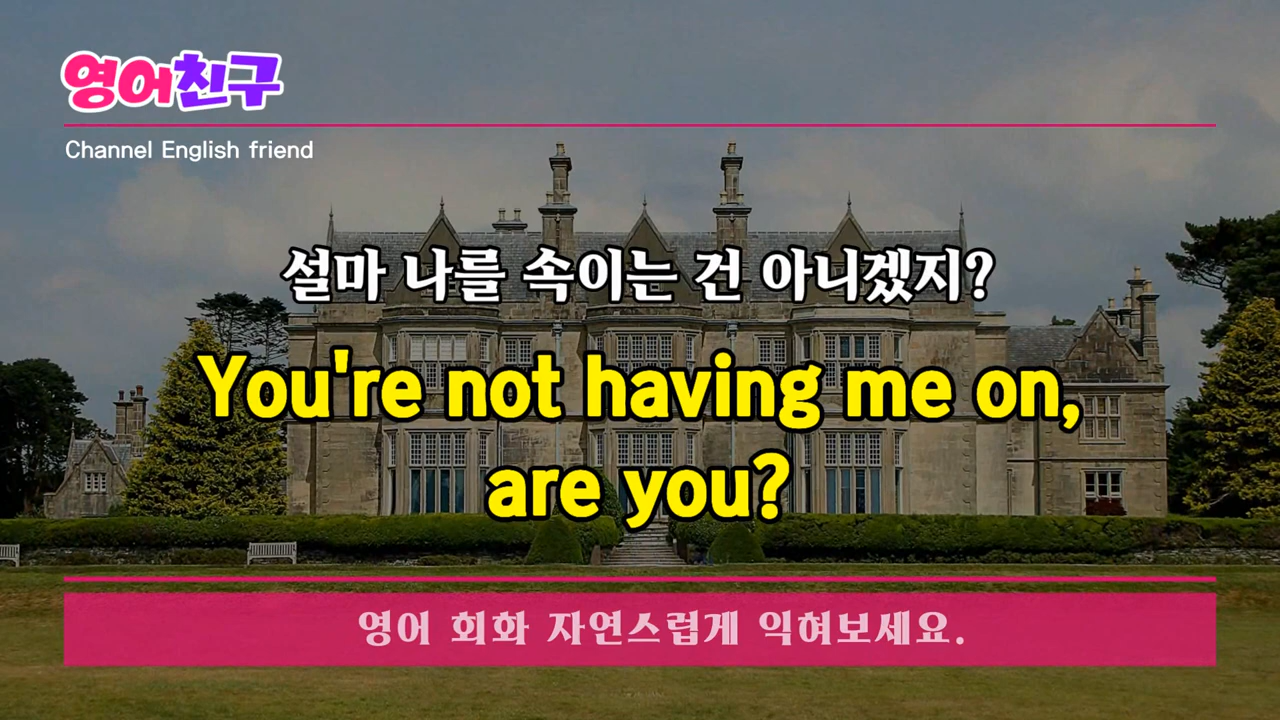 영어친구
Channel English friend
설마 나를 속이는 건 아니겠지?
You're not having me on,
are you?
영어 회화 자연스럽게 익혀보세요.